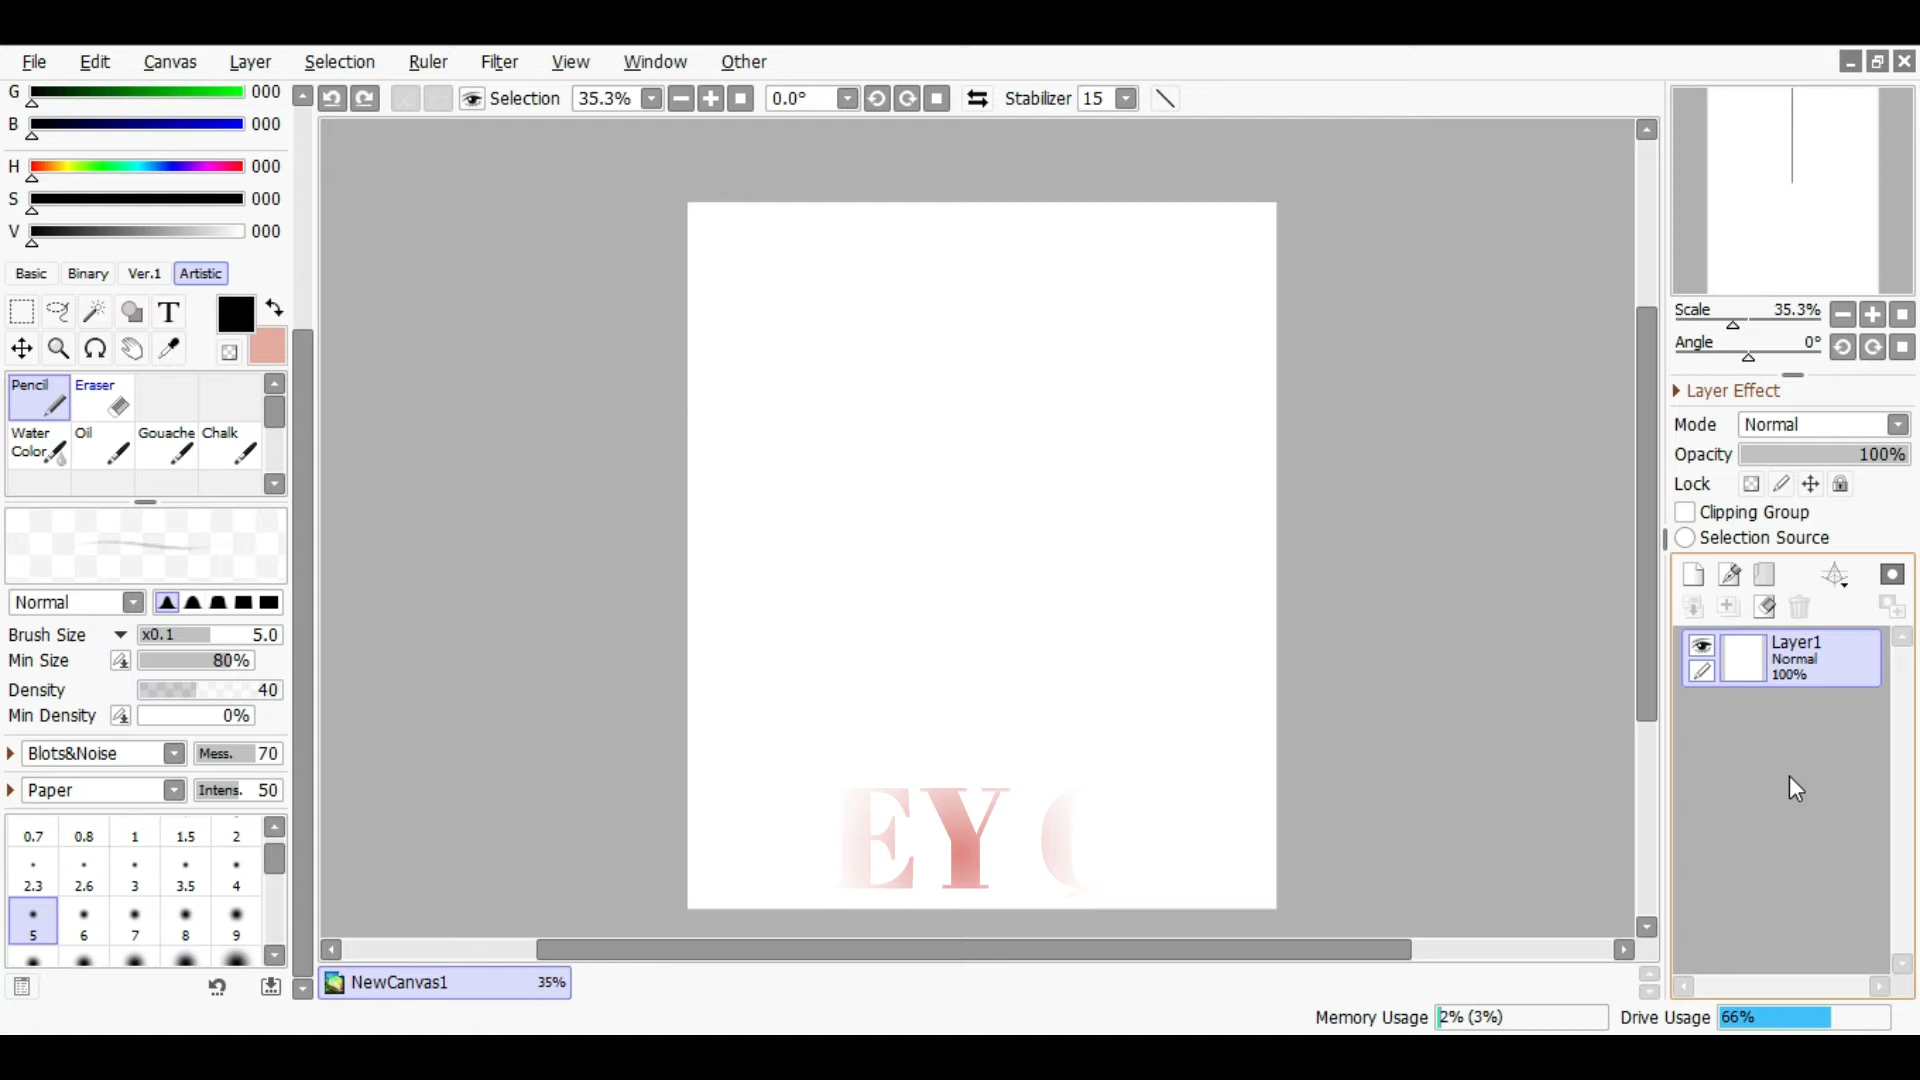 File Edit Canvas Layer Selection Ruler Filter View Window Other
G 000
B 000
H 000
S 000
V 000
Selection 35.3% 0.0° Stabilizer 15
Basic Binary Ver.1 Artistic
T
Pencil Eraser
Water Color Oil Gouache Chalk
Normal
Brush Size x0.1 5.0
Min Size 80%
Density 40
Min Density 0%
Blots&Noise Mess. 70
Paper Intens. 50
0.7 0.8 1 1.5 2
2.3 2.6 3 3.5 4
5 6 7 8 9
EY
NewCanvas1 35%
Scale 35.3%
Angle 0°
Layer Effect
Mode Normal
Opacity 100%
Lock
Clipping Group
Selection Source
Layer1
Normal
100%
Memory Usage 2% (3%) Drive Usage 66%